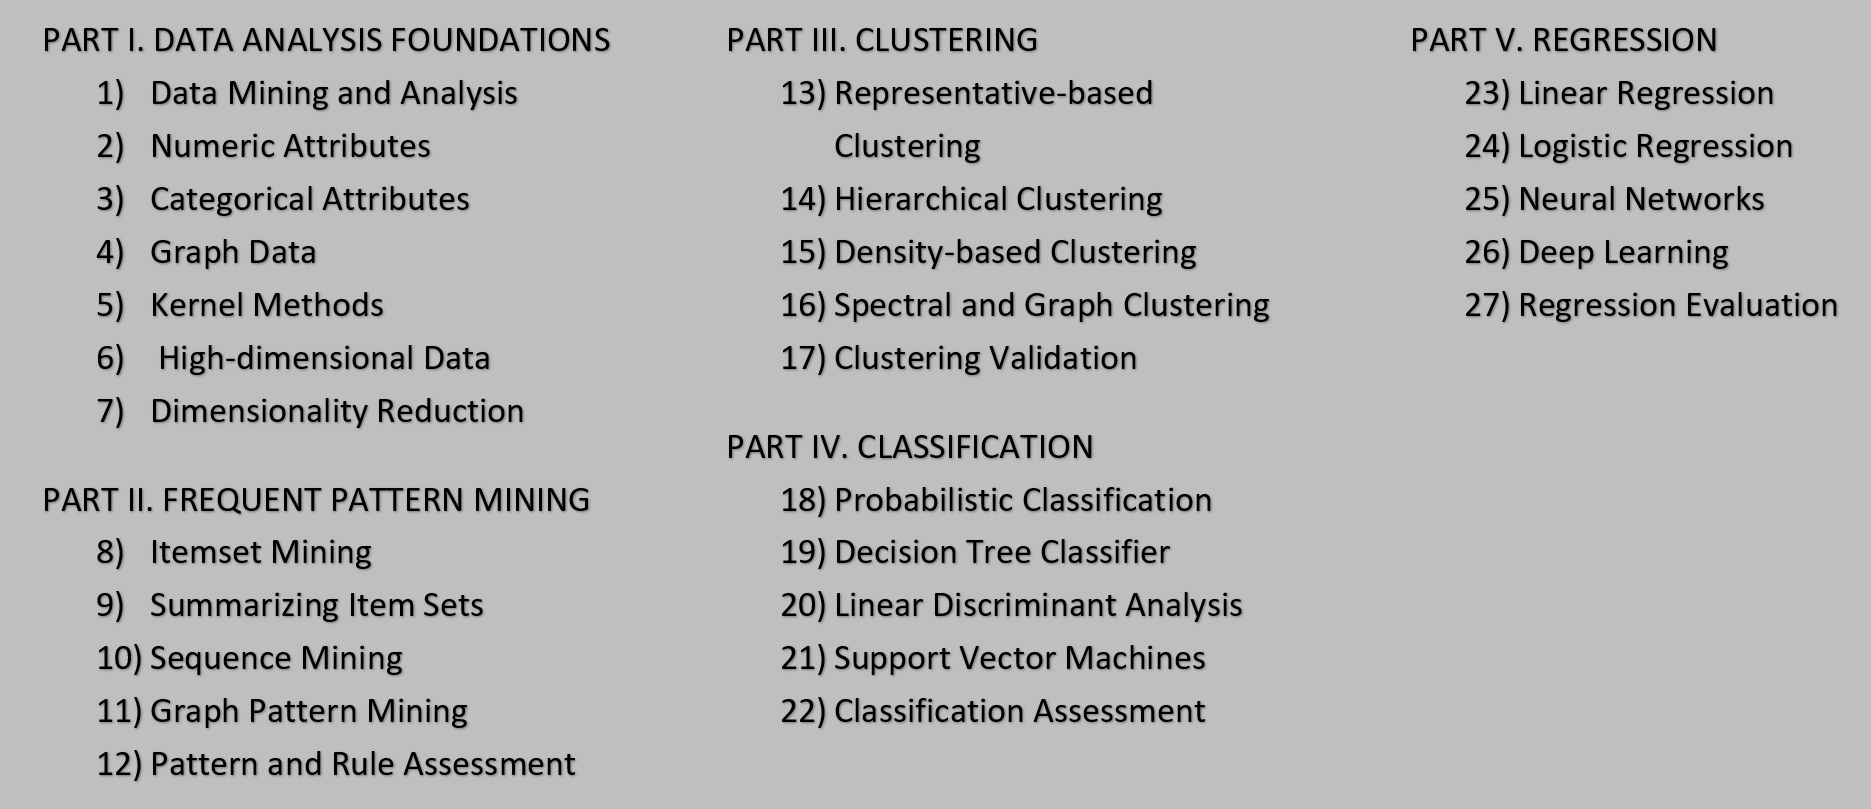 PART I. DATA ANALYSIS FOUNDATIONS
1) Data Mining and Analysis
2) Numeric Attributes
3) Categorical Attributes
4) Graph Data
5) Kernel Methods
6) High-dimensional Data
7) Dimensionality Reduction
PART II. FREQUENT PATTERN MINING
8) Itemset Mining
9) Summarizing Item Sets
10) Sequence Mining
11) Graph Pattern Mining
12) Pattern and Rule Assessment
PART III. CLUSTERING
13) Representative-based
Clustering
14) Hierarchical Clustering
15) Density-based Clustering
16) Spectral and Graph Clustering
17) Clustering Validation
PART IV. CLASSIFICATION
18) Probabilistic Classification
19) Decision Tree Classifier
20) Linear Discriminant Analysis
21) Support Vector Machines
22) Classification Assessment
PART V. REGRESSION
23) Linear Regression
24) Logistic Regression
25) Neural Networks
26) Deep Learning
27) Regression Evaluation